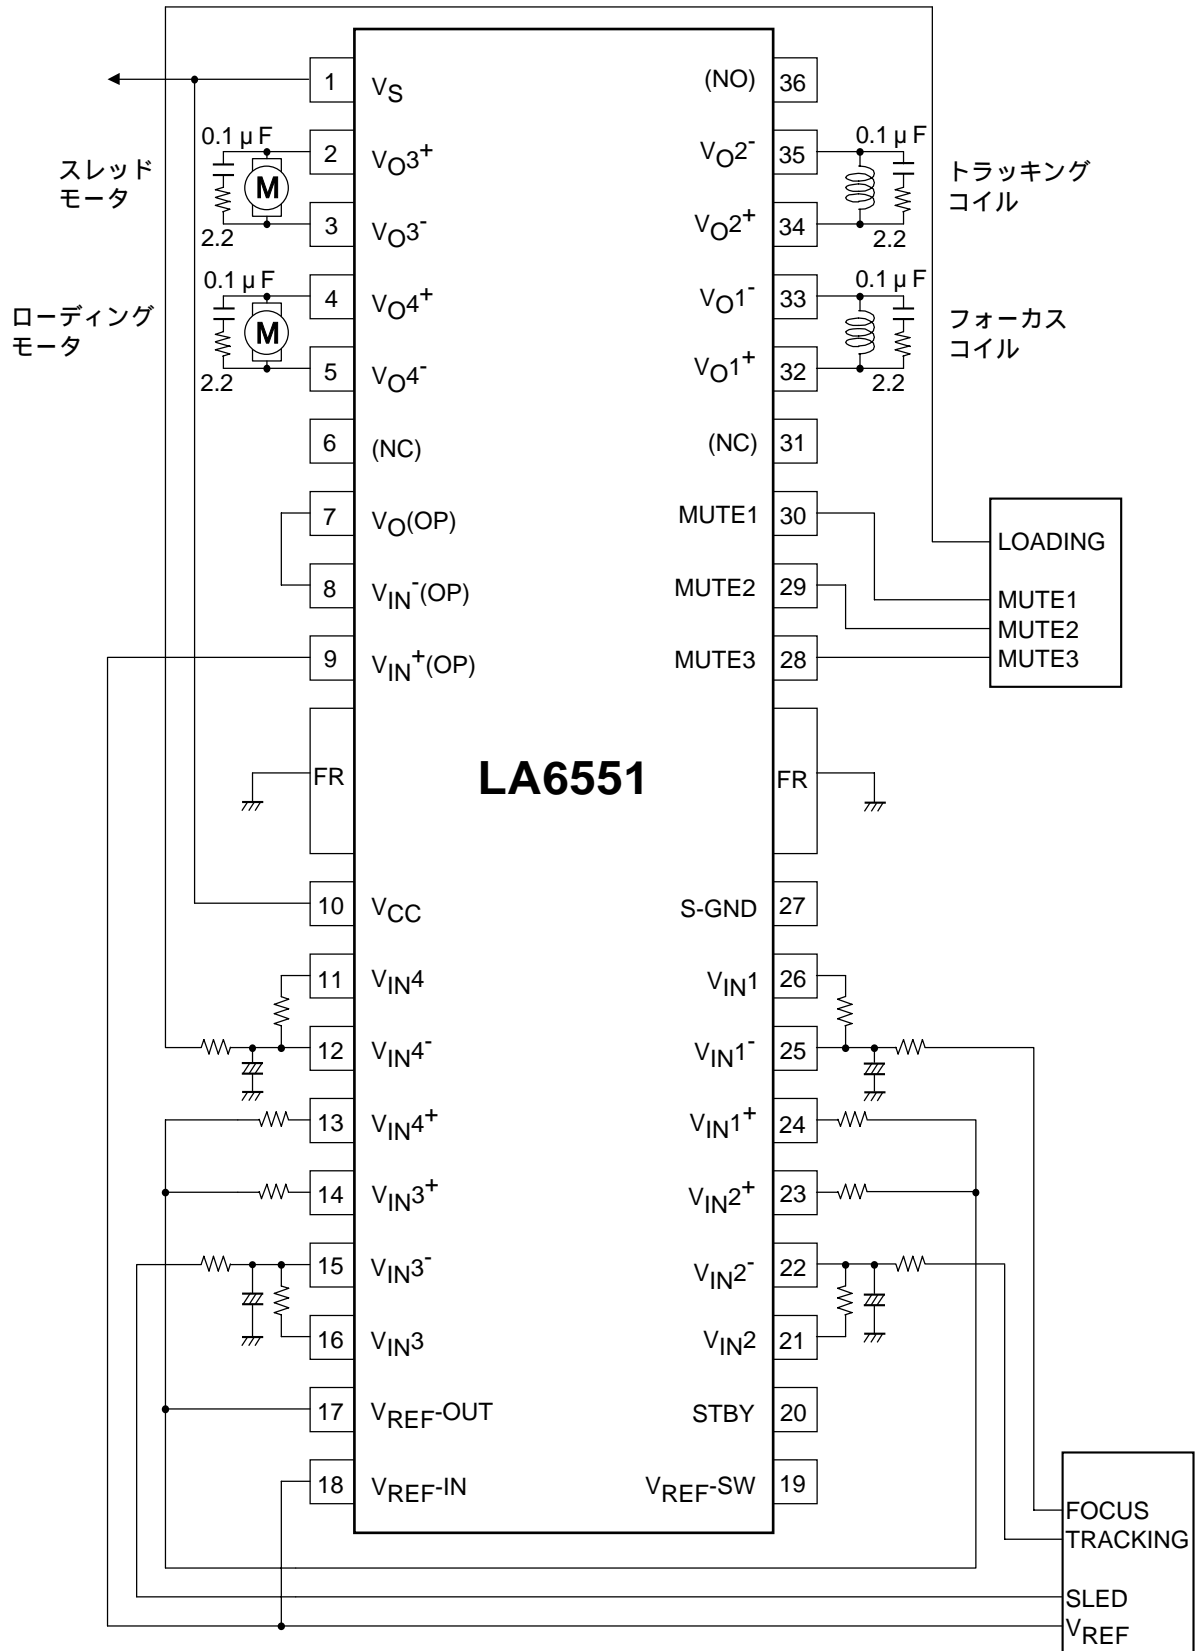 1
VS
(NO)
36
0.1 μF
2
VO3+
VO2-
35
0.1 μF
スレッド
モータ
M
トラッキング
コイル
3
VO3-
VO2+
34
2.2
2.2
0.1 μF
4
VO4+
VO1-
33
0.1 μF
ローディング
モータ
M
フォーカス
コイル
5
VO4-
VO1+
32
2.2
2.2
6
(NC)
(NC)
31
7
VO(OP)
MUTE1
30
LOADING
8
VIN-(OP)
MUTE2
29
MUTE1
MUTE2
9
VIN+(OP)
MUTE3
28
MUTE3
FR
LA6551
FR
10
VCC
S-GND
27
11
VIN4
VIN1
26
12
VIN4-
VIN1-
25
13
VIN4+
VIN1+
24
14
VIN3+
VIN2+
23
15
VIN3-
VIN2-
22
16
VIN3
VIN2
21
17
VREF-OUT
STBY
20
18
VREF-IN
VREF-SW
19
FOCUS
TRACKING
SLED
VREF